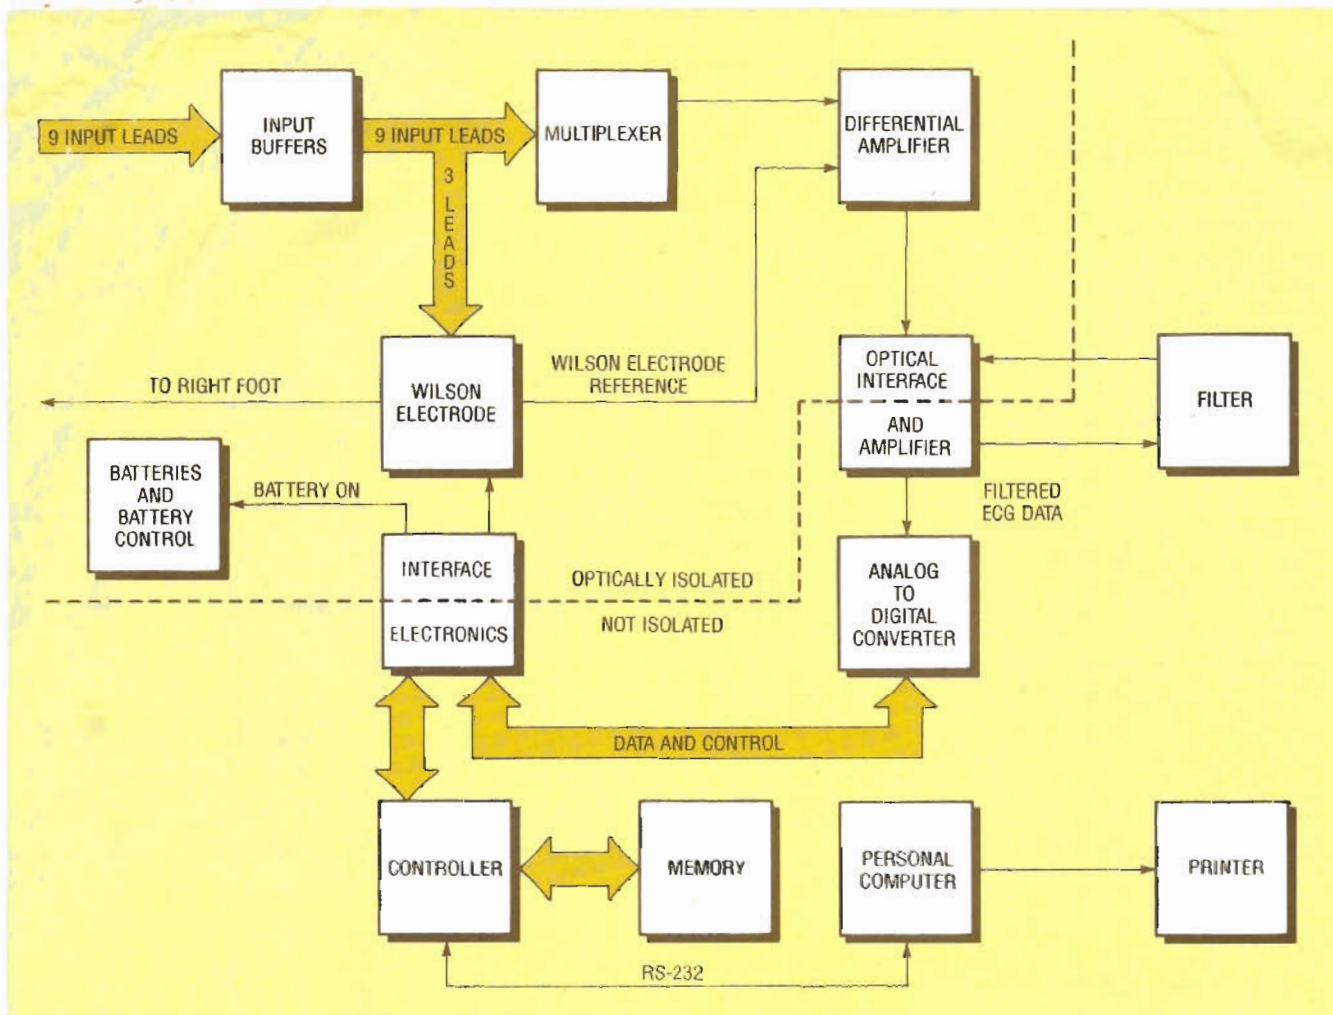 9 INPUT LEADS
INPUT
BUFFERS
9 INPUT LEADS
3
LEADS
MULTIPLEXER
DIFFERENTIAL
AMPLIFIER
TO RIGHT FOOT
WILSON
ELECTRODE
WILSON ELECTRODE
REFERENCE
OPTICAL
INTERFACE
AND
AMPLIFIER
FILTER
BATTERIES
AND
BATTERY
CONTROL
BATTERY ON
FILTERED
ECG DATA
INTERFACE
ELECTRONICS
OPTICALLY ISOLATED
NOT ISOLATED
ANALOG
TO
DIGITAL
CONVERTER
DATA AND CONTROL
CONTROLLER
MEMORY
PERSONAL
COMPUTER
PRINTER
RS-232